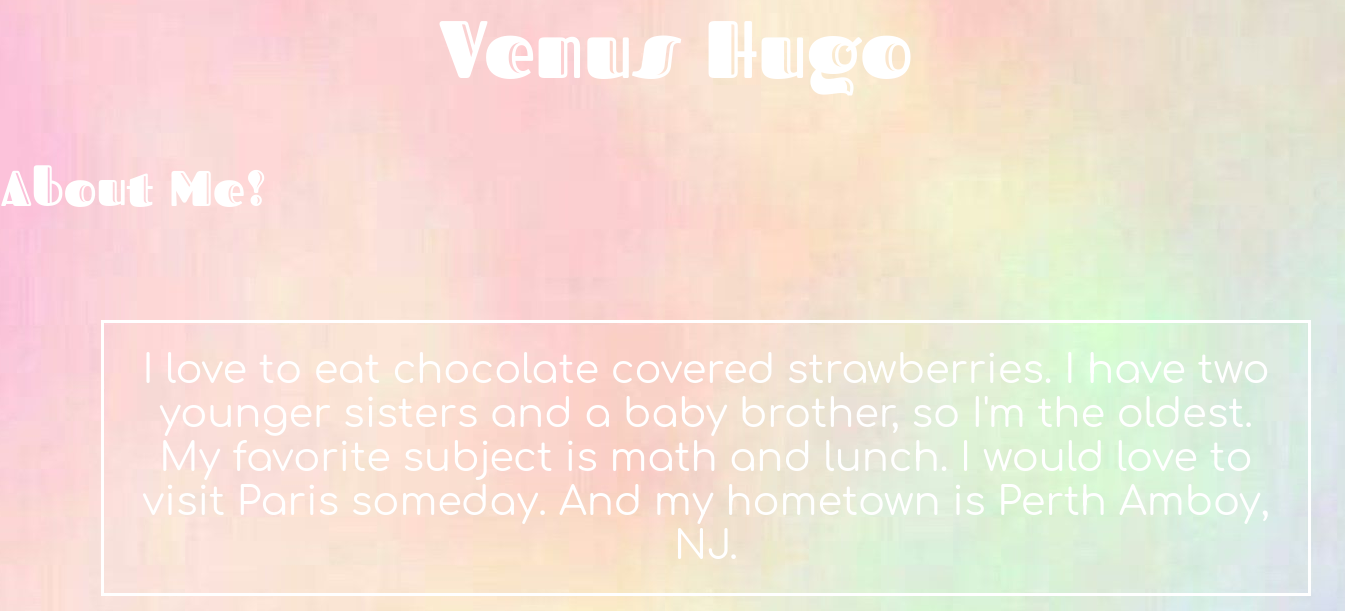 Venus Hugo
About Me!
I love to eat chocolate covered strawberries. I have two
younger sisters and a baby brother, so I'm the oldest.
My favorite subject is math and lunch. I would love to
visit Paris someday. And my hometown is Perth Amboy,
NJ.